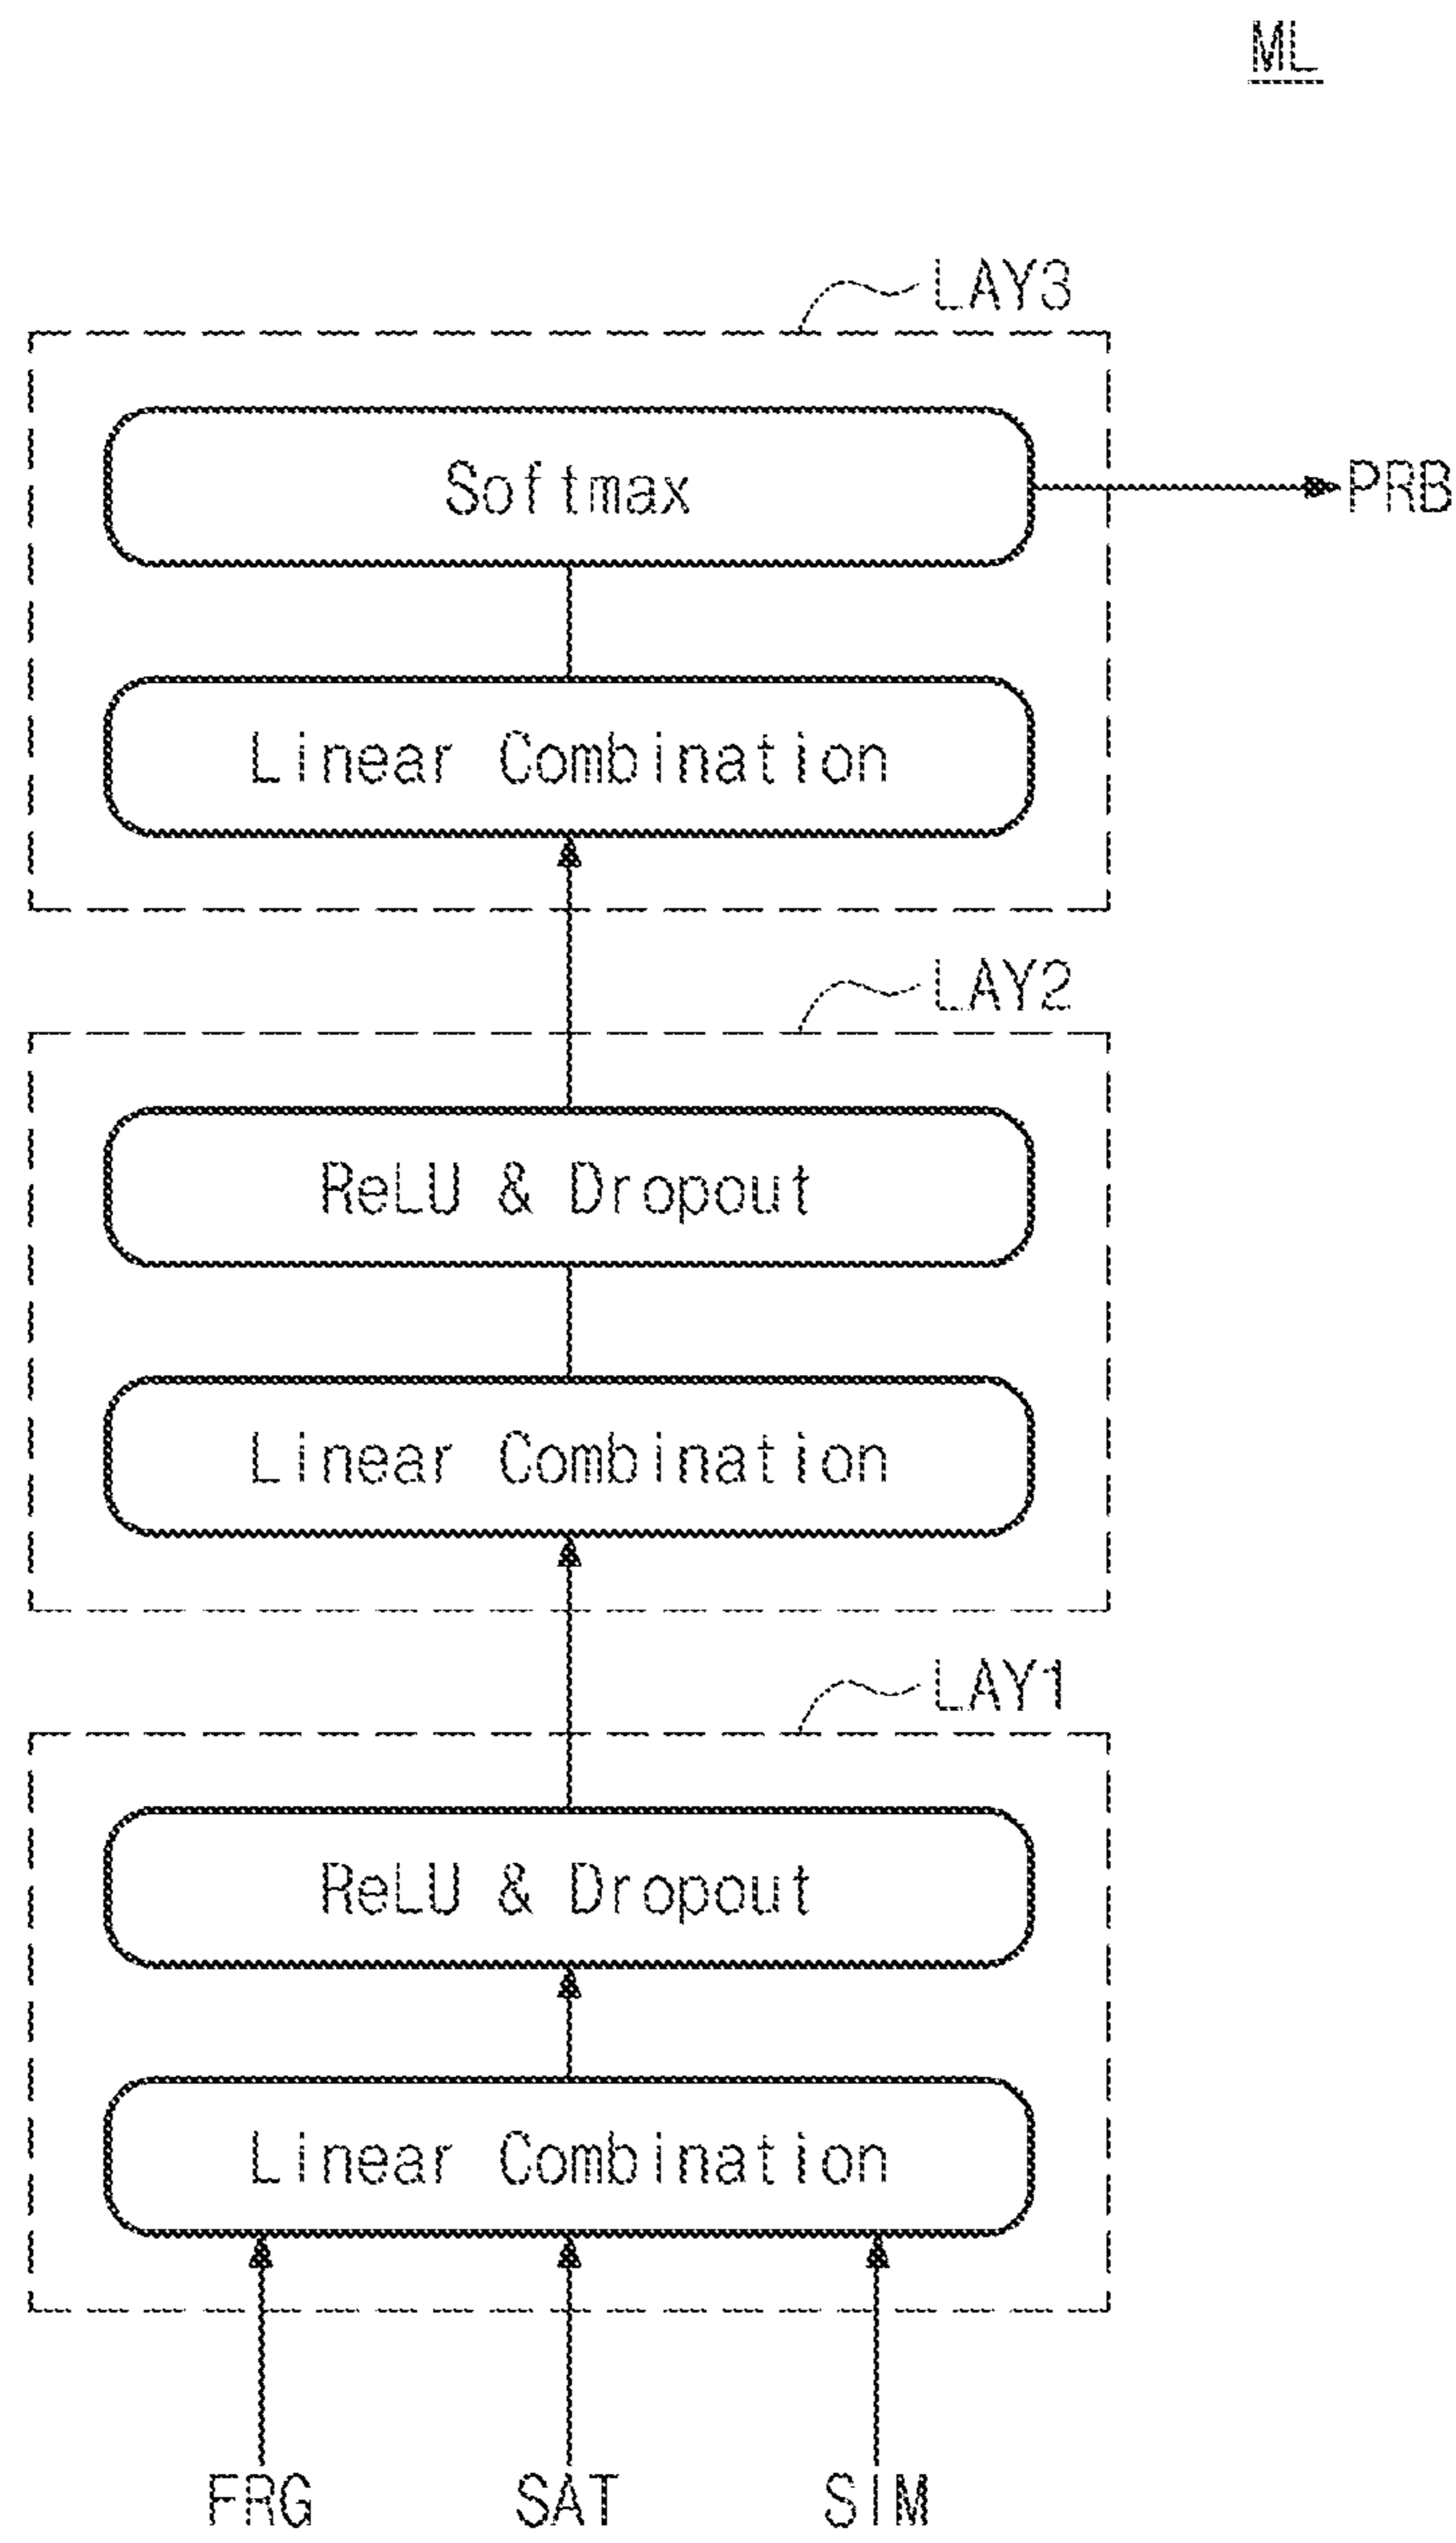 ML
LAY3
Softmax
PRB
Linear Combination
LAY2
ReLU & Dropout
Linear Combination
LAY1
ReLU & Dropout
Linear Combination
FRG SAT SIM